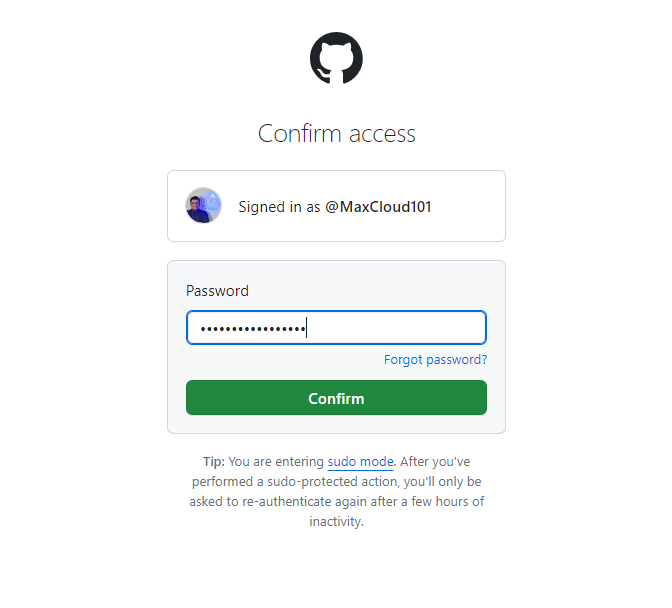 Confirm access
Signed in as @MaxCloud101
Password
•••••••••••••••••
Forgot password?
Confirm
Tip: You are entering sudo mode. After you've
performed a sudo-protected action, you'll only be
asked to re-authenticate again after a few hours of
inactivity.